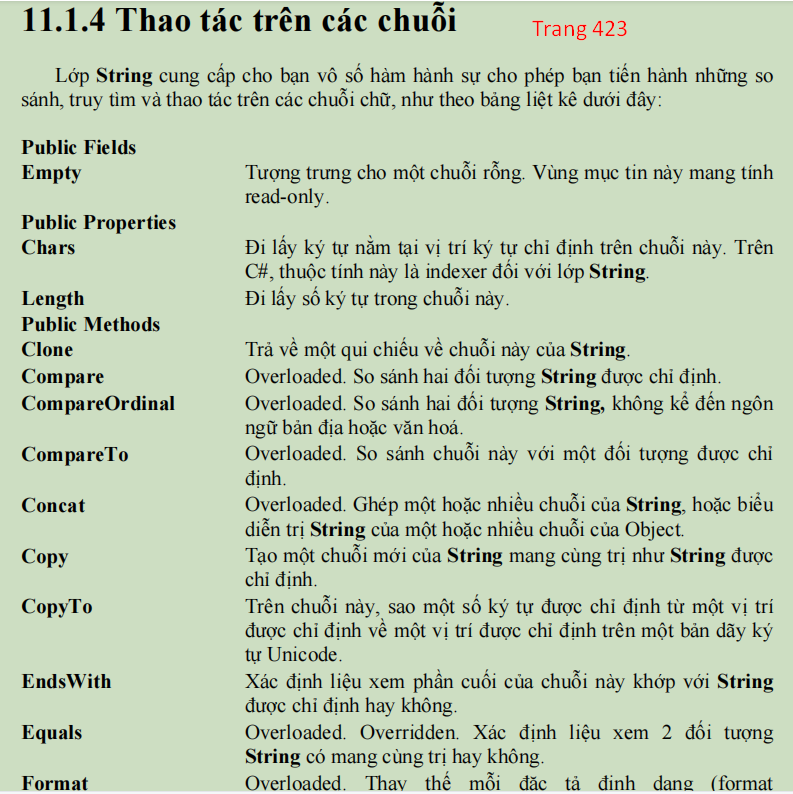 11.1.4 Thao tác trên các chuỗi
Trang 423
Lớp String cung cấp cho bạn vô số hàm hành sự cho phép bạn tiến hành những so
sánh, truy tìm và thao tác trên các chuỗi chữ, như theo bảng liệt kê dưới đây:
Public Fields
Empty Tượng trưng cho một chuỗi rỗng. Vùng mục tin này mang tính
read-only.
Public Properties
Chars Đi lấy ký tự nằm tại vị trí ký tự chỉ định trên chuỗi này. Trên
C#, thuộc tính này là indexer đối với lớp String.
Length Đi lấy số ký tự trong chuỗi này.
Public Methods
Clone Trả về một qui chiếu về chuỗi này của String.
Compare Overloaded. So sánh hai đối tượng String được chỉ định.
CompareOrdinal Overloaded. So sánh hai đối tượng String, không kể đến ngôn
ngữ bản địa hoặc văn hoá.
CompareTo Overloaded. So sánh chuỗi này với một đối tượng được chỉ
định.
Concat Overloaded. Ghép một hoặc nhiều chuỗi của String, hoặc biểu
diễn trị String của một hoặc nhiều chuỗi của Object.
Copy Tạo một chuỗi mới của String mang cùng trị như String được
chỉ định.
CopyTo Trên chuỗi này, sao một số ký tự được chỉ định từ một vị trí
được chỉ định về một vị trí được chỉ định trên một bản dãy ký
tự Unicode.
EndsWith Xác định liệu xem phần cuối của chuỗi này khớp với String
được chỉ định hay không.
Equals Overloaded. Overridden. Xác định liệu xem 2 đối tượng
String có mang cùng trị hay không.
Format Overloaded. Thay thế mỗi đặc tả định dạng (format